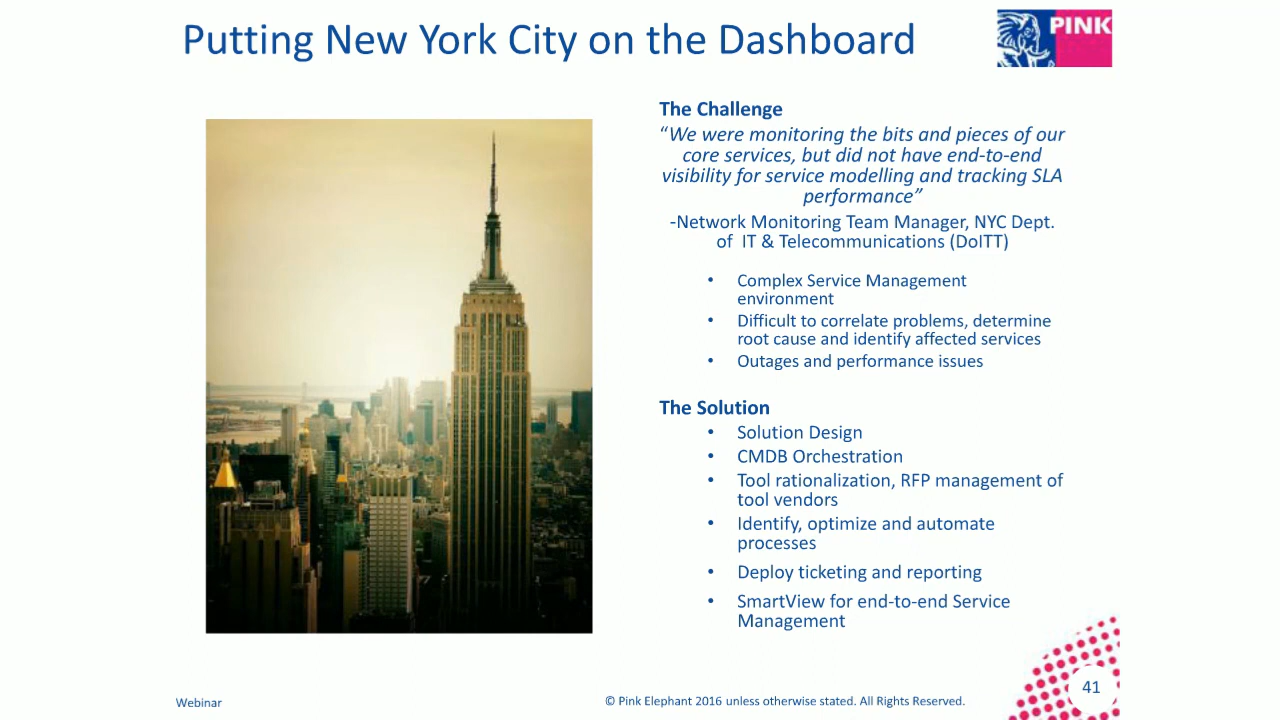 Putting New York City on the Dashboard
PINK
The Challenge
“We were monitoring the bits and pieces of our
core services, but did not have end-to-end
visibility for service modelling and tracking SLA
performance”
-Network Monitoring Team Manager, NYC Dept.
of IT & Telecommunications (DoITT)
• Complex Service Management
environment
• Difficult to correlate problems, determine
root cause and identify affected services
• Outages and performance issues
The Solution
• Solution Design
• CMDB Orchestration
• Tool rationalization, RFP management of
tool vendors
• Identify, optimize and automate
processes
• Deploy ticketing and reporting
• SmartView for end-to-end Service
Management
Webinar
© Pink Elephant 2016 unless otherwise stated. All Rights Reserved.
41